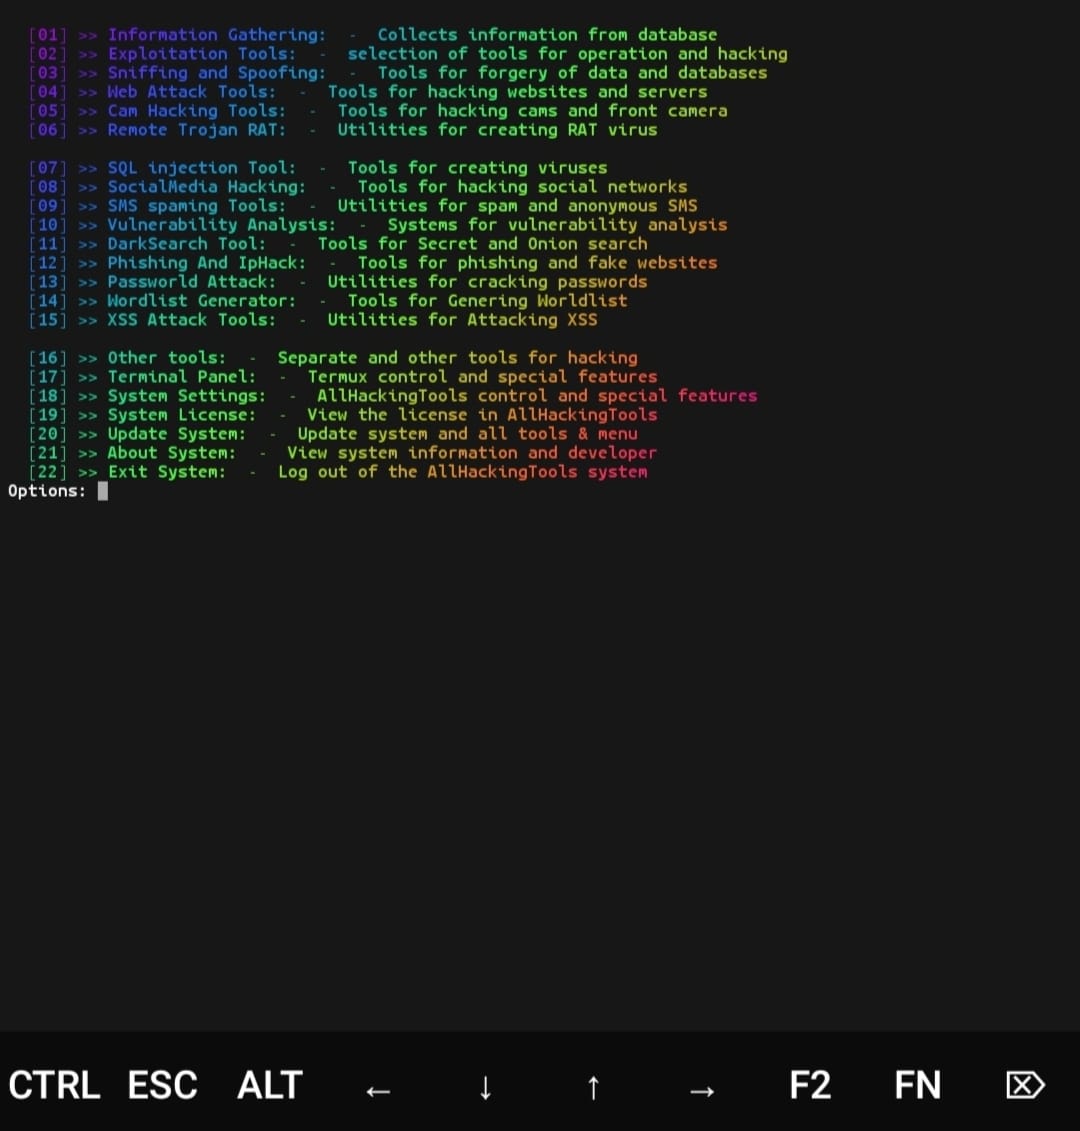 [01] >> Information Gathering: - Collects information from database
[02] >> Exploitation Tools: - selection of tools for operation and hacking
[03] >> Sniffing and Spoofing: - Tools for forgery of data and databases
[04] >> Web Attack Tools: - Tools for hacking websites and servers
[05] >> Cam Hacking Tools: - Tools for hacking cams and front camera
[06] >> Remote Trojan RAT: - Utilities for creating RAT virus
[07] >> SQL injection Tool: - Tools for creating viruses
[08] >> SocialMedia Hacking: - Tools for hacking social networks
[09] >> SMS spaming Tools: - Utilities for spam and anonymous SMS
[10] >> Vulnerability Analysis: - Systems for vulnerability analysis
[11] >> DarkSearch Tool: - Tools for Secret and Onion search
[12] >> Phishing And IpHack: - Tools for phishing and fake websites
[13] >> Passworld Attack: - Utilities for cracking passwords
[14] >> Wordlist Generator: - Tools for Genering Worldlist
[15] >> XSS Attack Tools: - Utilities for Attacking XSS
[16] >> Other tools: - Separate and other tools for hacking
[17] >> Terminal Panel: - Termux control and special features
[18] >> System Settings: - AllHackingTools control and special features
[19] >> System License: - View the license in AllHackingTools
[20] >> Update System: - Update system and all tools & menu
[21] >> About System: - View system information and developer
[22] >> Exit System: - Log out of the AllHackingTools system
Options:
CTRL ESC ALT ← ↓ ↑ → F2 FN ⌦